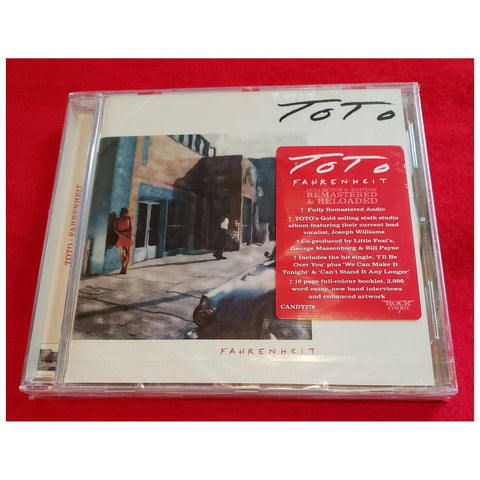 TOTO
TOTO - FAHRENHEIT
TOTO
FAHRENHEIT
COLLECTOR'S EDITION
REMASTERED
& RELOADED
† Fully Remastered Audio
† TOTO's Gold selling sixth studio
album featuring their current lead
vocalist, Joseph Williams
† Co-produced by Little Feat's,
George Massenburg & Bill Payne
† Includes the hit single, 'I'll Be
Over You' plus 'We Can Make It
Tonight' & 'Can't Stand It Any Longer'
† 16 page full-colour booklet, 3,000
word essay, new band interviews
and enhanced artwork
CANDY276
ROCK
Candy
FAHRENHEIT